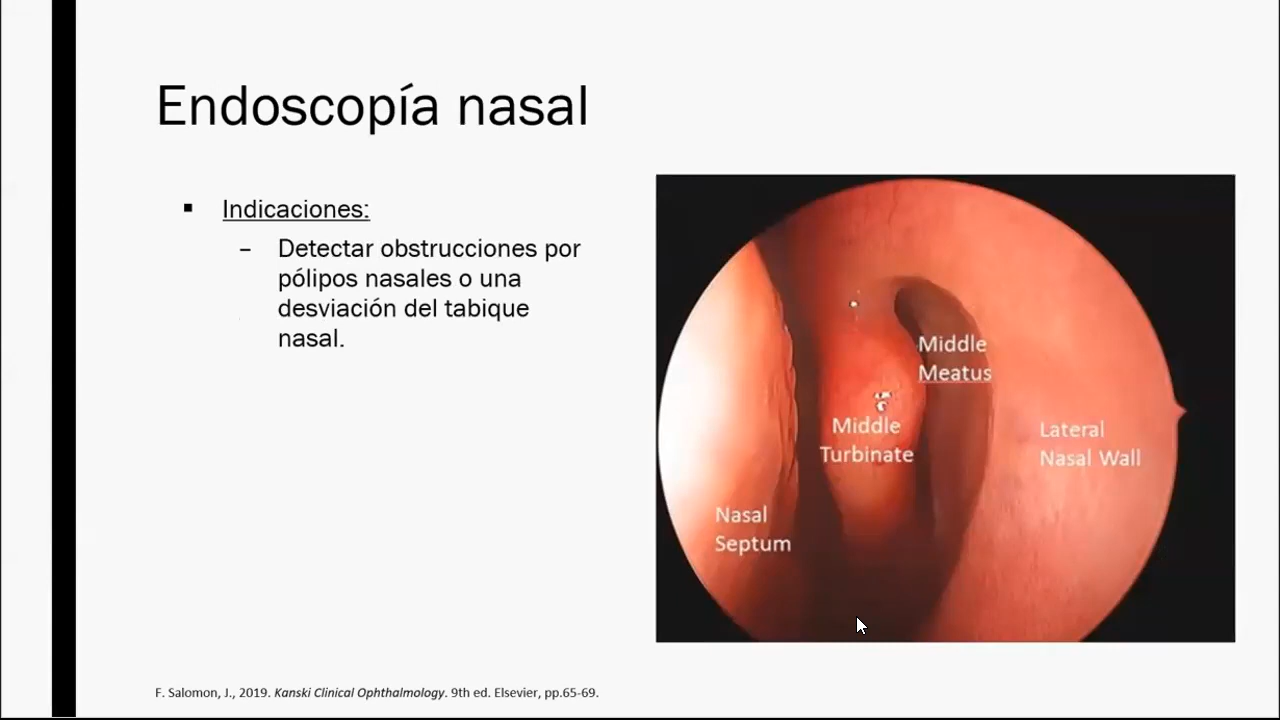 Endoscopía nasal
▪ Indicaciones:
– Detectar obstrucciones por
pólipos nasales o una
desviación del tabique
nasal.
Middle
Meatus
Middle
Turbinate
Lateral
Nasal Wall
Nasal
Septum
F. Salomon, J., 2019. Kanski Clinical Ophthalmology. 9th ed. Elsevier, pp.65-69.